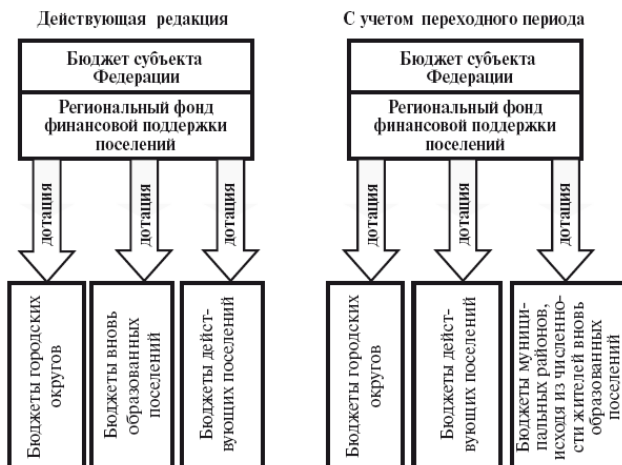 Действующая редакция
Бюджет субъекта
Федерации
Региональный фонд
финансовой поддержки
поселений
дотация
дотация
дотация
Бюджеты городских
округов
Бюджеты вновь
образованных
поселений
Бюджеты дейст-
вующих поселений
С учетом переходного периода
Бюджет субъекта
Федерации
Региональный фонд
финансовой поддержки
поселений
дотация
дотация
дотация
Бюджеты городских
округов
Бюджеты дейст-
вующих поселений
Бюджеты муници-
пальных районов,
исходя из численно-
сти жителей вновь
образованных
поселений